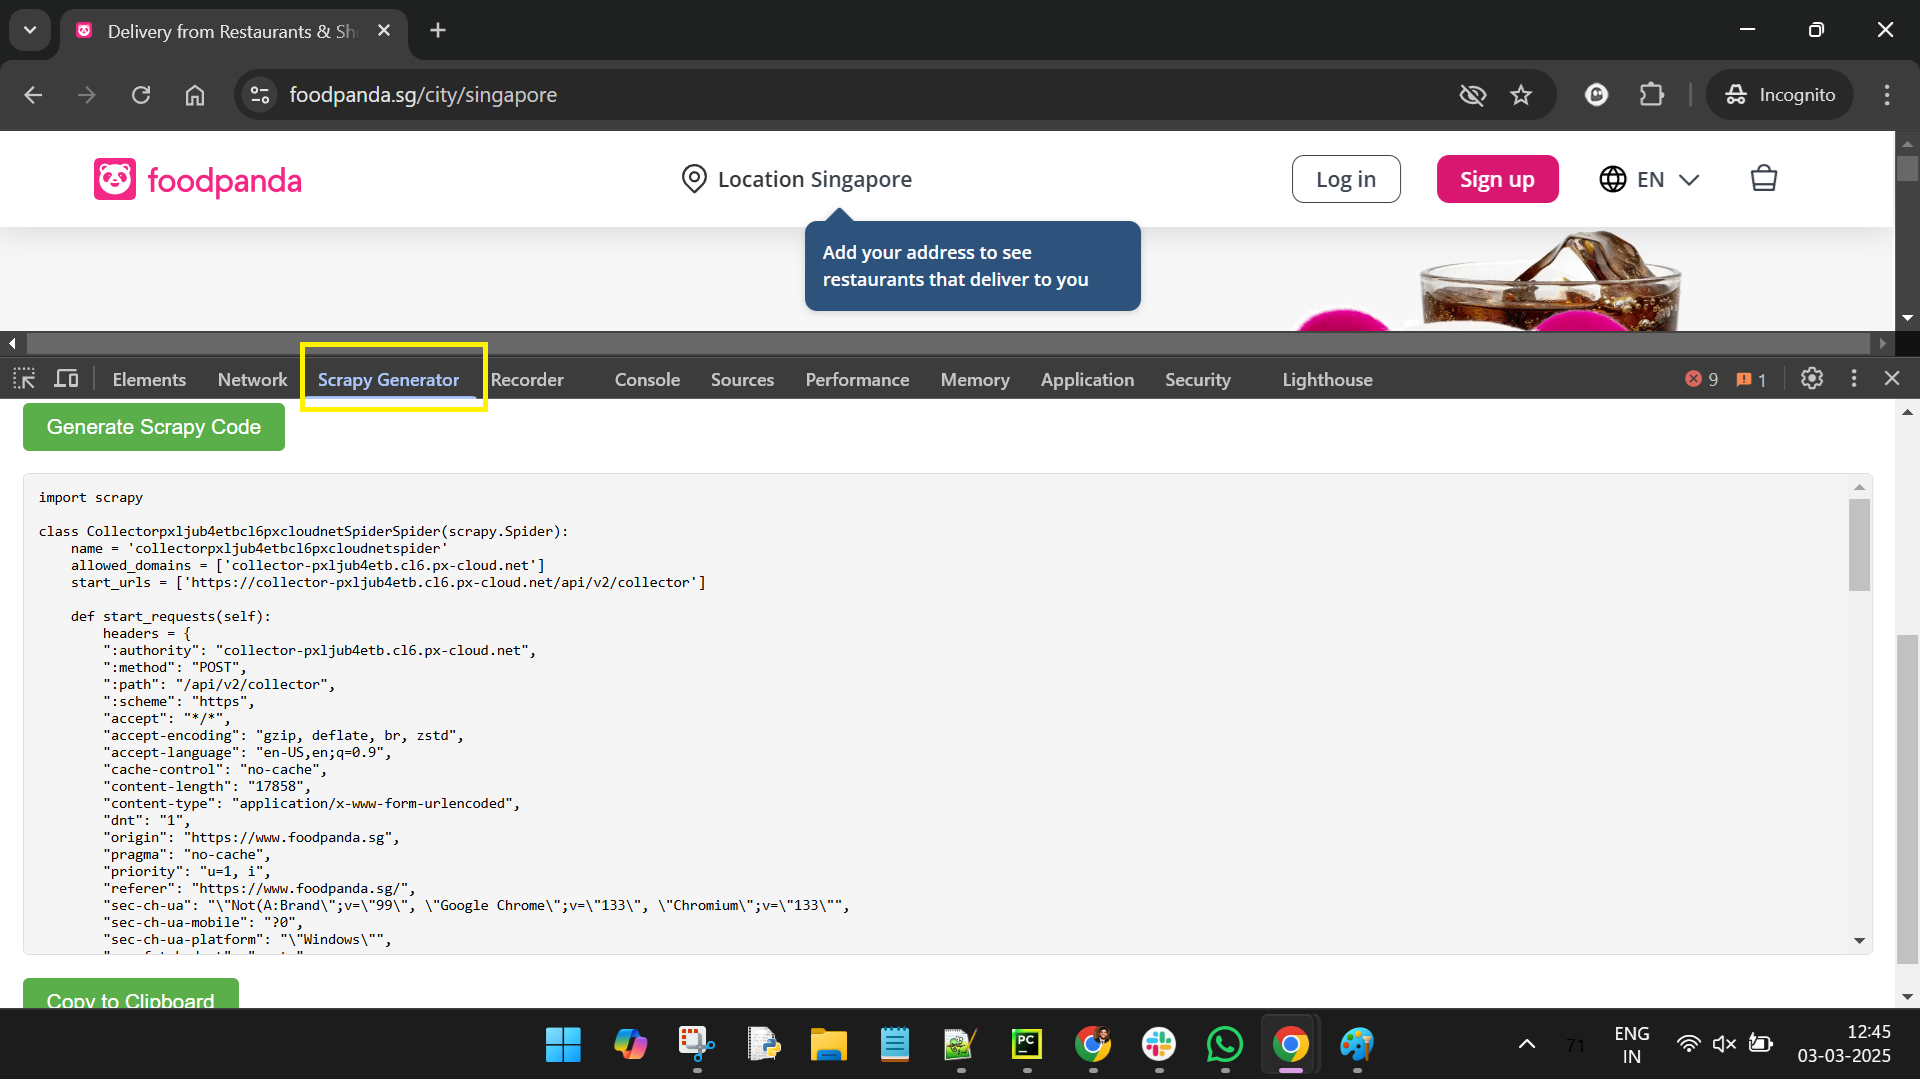 Delivery from Restaurants & Sh
foodpanda.sg/city/singapore
Incognito
foodpanda
Location Singapore
Log in
Sign up
EN
Add your address to see
restaurants that deliver to you
Elements
Network
Scrapy Generator
Recorder
Console
Sources
Performance
Memory
Application
Security
Lighthouse
9
1
Generate Scrapy Code
import scrapy
class Collectorpxljub4etbcl6pxcloudnetSpiderSpider(scrapy.Spider):
name = 'collectorpxljub4etbcl6pxcloudnetspider'
allowed_domains = ['collector-pxljub4etb.cl6.px-cloud.net']
start_urls = ['https://collector-pxljub4etb.cl6.px-cloud.net/api/v2/collector']
def start_requests(self):
headers = {
":authority": "collector-pxljub4etb.cl6.px-cloud.net",
":method": "POST",
":path": "/api/v2/collector",
":scheme": "https",
"accept": "*/*",
"accept-encoding": "gzip, deflate, br, zstd",
"accept-language": "en-US,en;q=0.9",
"cache-control": "no-cache",
"content-length": "17858",
"content-type": "application/x-www-form-urlencoded",
"dnt": "1",
"origin": "https://www.foodpanda.sg",
"pragma": "no-cache",
"priority": "u=1, i",
"referer": "https://www.foodpanda.sg/",
"sec-ch-ua": "\"Not(A:Brand\";v=\"99\", \"Google Chrome\";v=\"133\", \"Chromium\";v=\"133\"",
"sec-ch-ua-mobile": "?0",
"sec-ch-ua-platform": "\"Windows\"",
Copy to Clipboard
PC
71
ENG
IN
12:45
03-03-2025